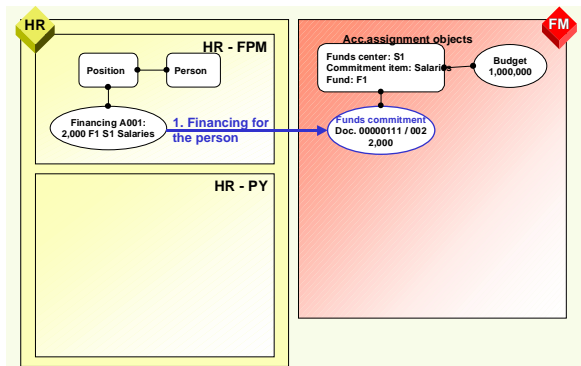 HR
FM
HR - FPM
Position
Person
Financing A001:
2,000 F1 S1 Salaries
1. Financing for
the person
HR - PY
Acc.assignment objects
Funds center: S1
Commitment item: Salaries
Fund: F1
Budget
1,000,000
Funds commitment
Doc. 00000111 / 002
2,000